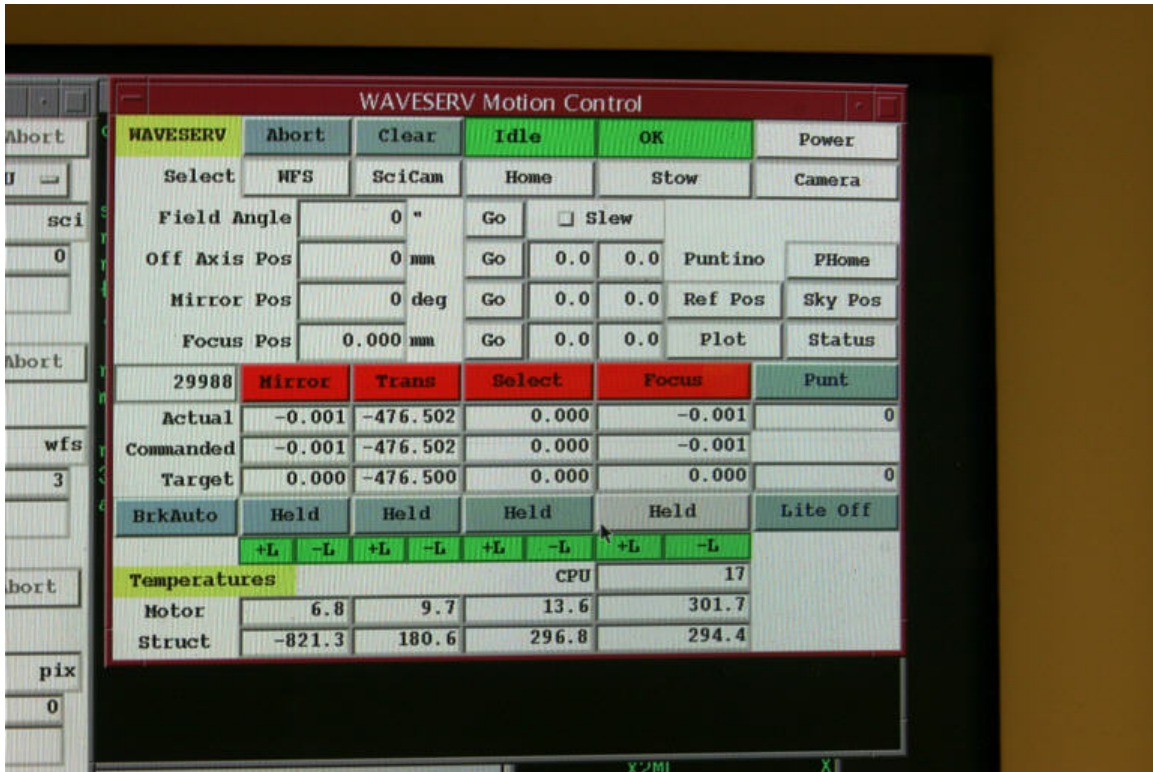 WAVESERV Motion Control
WAVESERV Abort Clear Idle OK Power
Select WFS SciCam Home Stow Camera
Field Angle 0 " Go Slew
Off Axis Pos 0 mm Go 0.0 0.0 Puntino PHome
Mirror Pos 0 deg Go 0.0 0.0 Ref Pos Sky Pos
Focus Pos 0.000 mm Go 0.0 0.0 Plot Status
29988 Mirror Trans Select Focus Punt
Actual -0.001 -476.502 0.000 -0.001 0
Commanded -0.001 -476.502 0.000 -0.001
Target 0.000 -476.500 0.000 0.000 0
BrkAuto Held Held Held Held Lite Off
+L -L +L -L +L -L +L -L
Temperatures CPU 17
Motor 6.8 9.7 13.6 301.7
Struct -821.3 180.6 296.8 294.4
Abort
sci
0
Abort
wfs
3
bort
pix
0